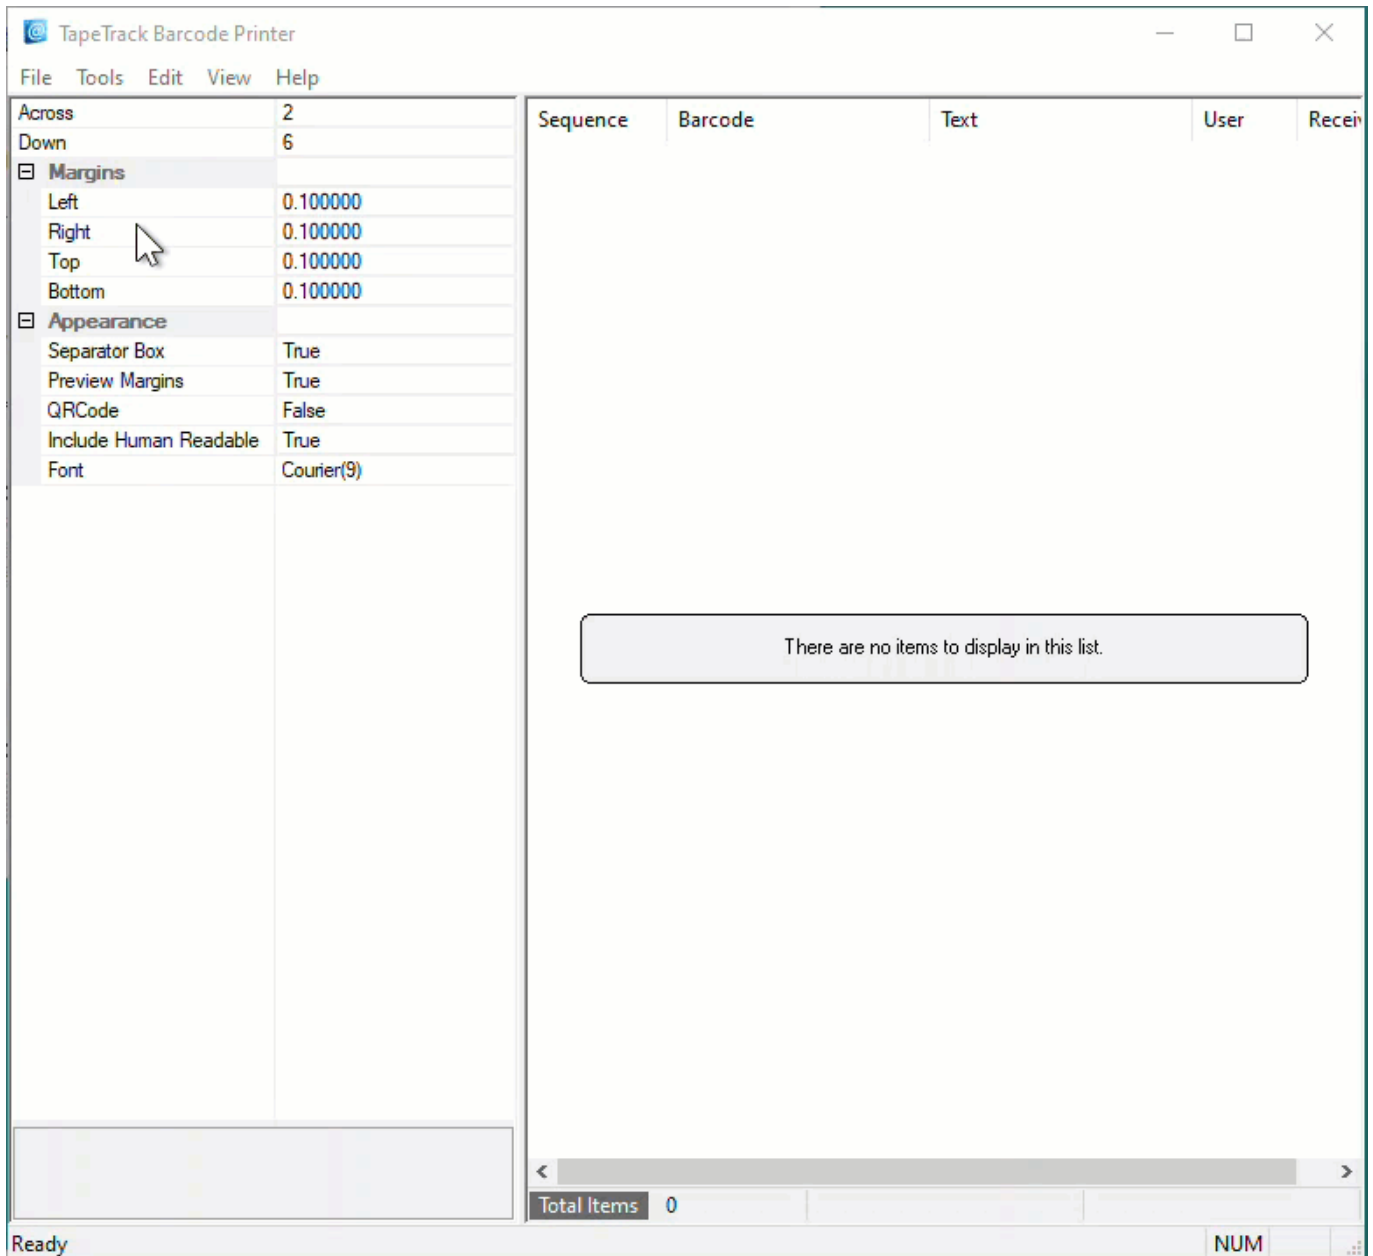 TapeTrack Barcode Printer
File Tools Edit View Help
Across 2
Down 6
Margins
Left 0.100000
Right 0.100000
Top 0.100000
Bottom 0.100000
Appearance
Separator Box True
Preview Margins True
QRCode False
Include Human Readable True
Font Courier(9)
Sequence Barcode Text User Recei
There are no items to display in this list.
Total Items 0
Ready NUM